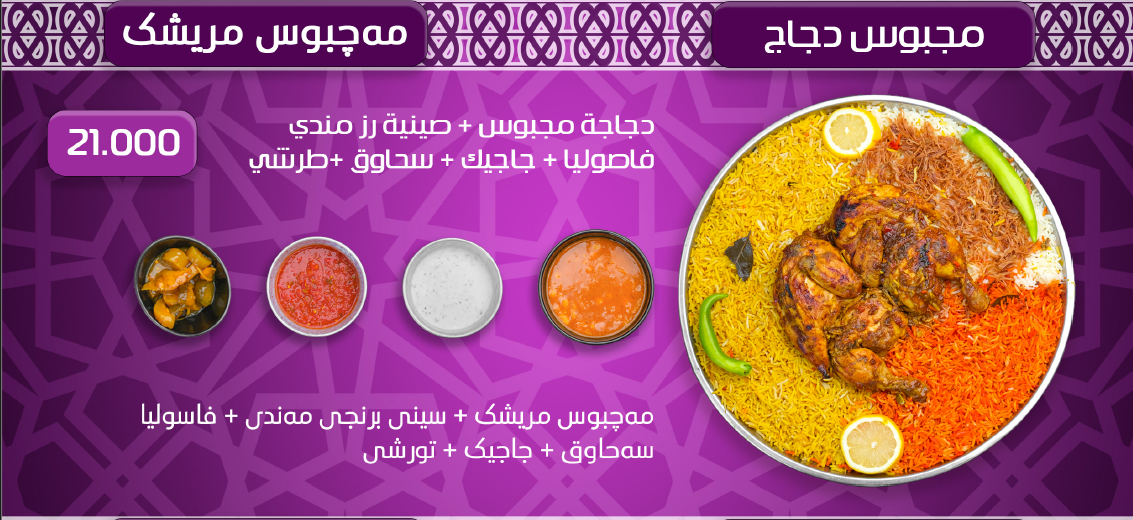 مجبوس دجاج
مەچبوس مریشک
دجاجة مجبوس + صينية رز مندي
فاصوليا + جاجيك + سحاوق +طرشي
21.000
مەچبوس مریشک + سینی برنجی مەندی + فاسولیا
سەحاوق + جاجیک + تورشی